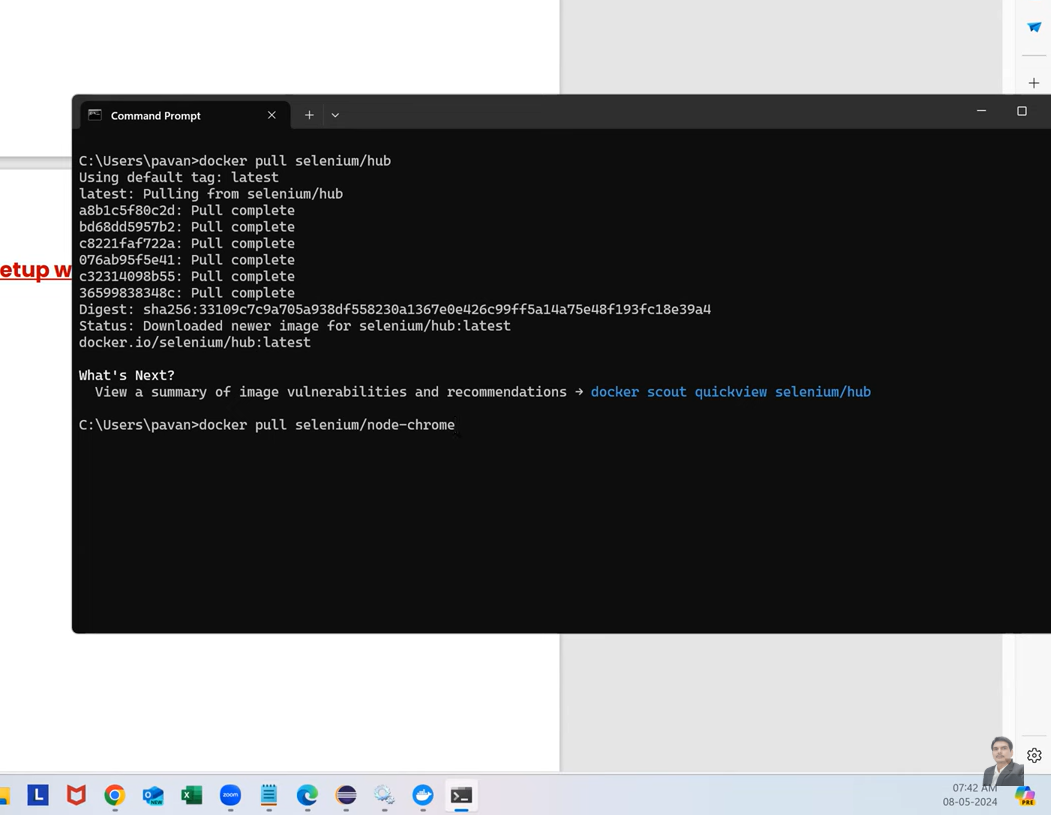 Command Prompt
C:\Users\pavan>docker pull selenium/hub
Using default tag: latest
latest: Pulling from selenium/hub
a8b1c5f80c2d: Pull complete
bd68dd5957b2: Pull complete
c8221faf722a: Pull complete
076ab95f5e41: Pull complete
etup w
c32314098b55: Pull complete
36599838348c: Pull complete
Digest: sha256:33109c7c9a705a938df558230a1367e0e426c99ff5a14a75e48f193fc18e39a4
Status: Downloaded newer image for selenium/hub:latest
docker.io/selenium/hub:latest
What's Next?
View a summary of image vulnerabilities and recommendations → docker scout quickview selenium/hub
C:\Users\pavan>docker pull selenium/node-chrome
L
zoom
NEW
07:42 AM
08-05-2024
PRE